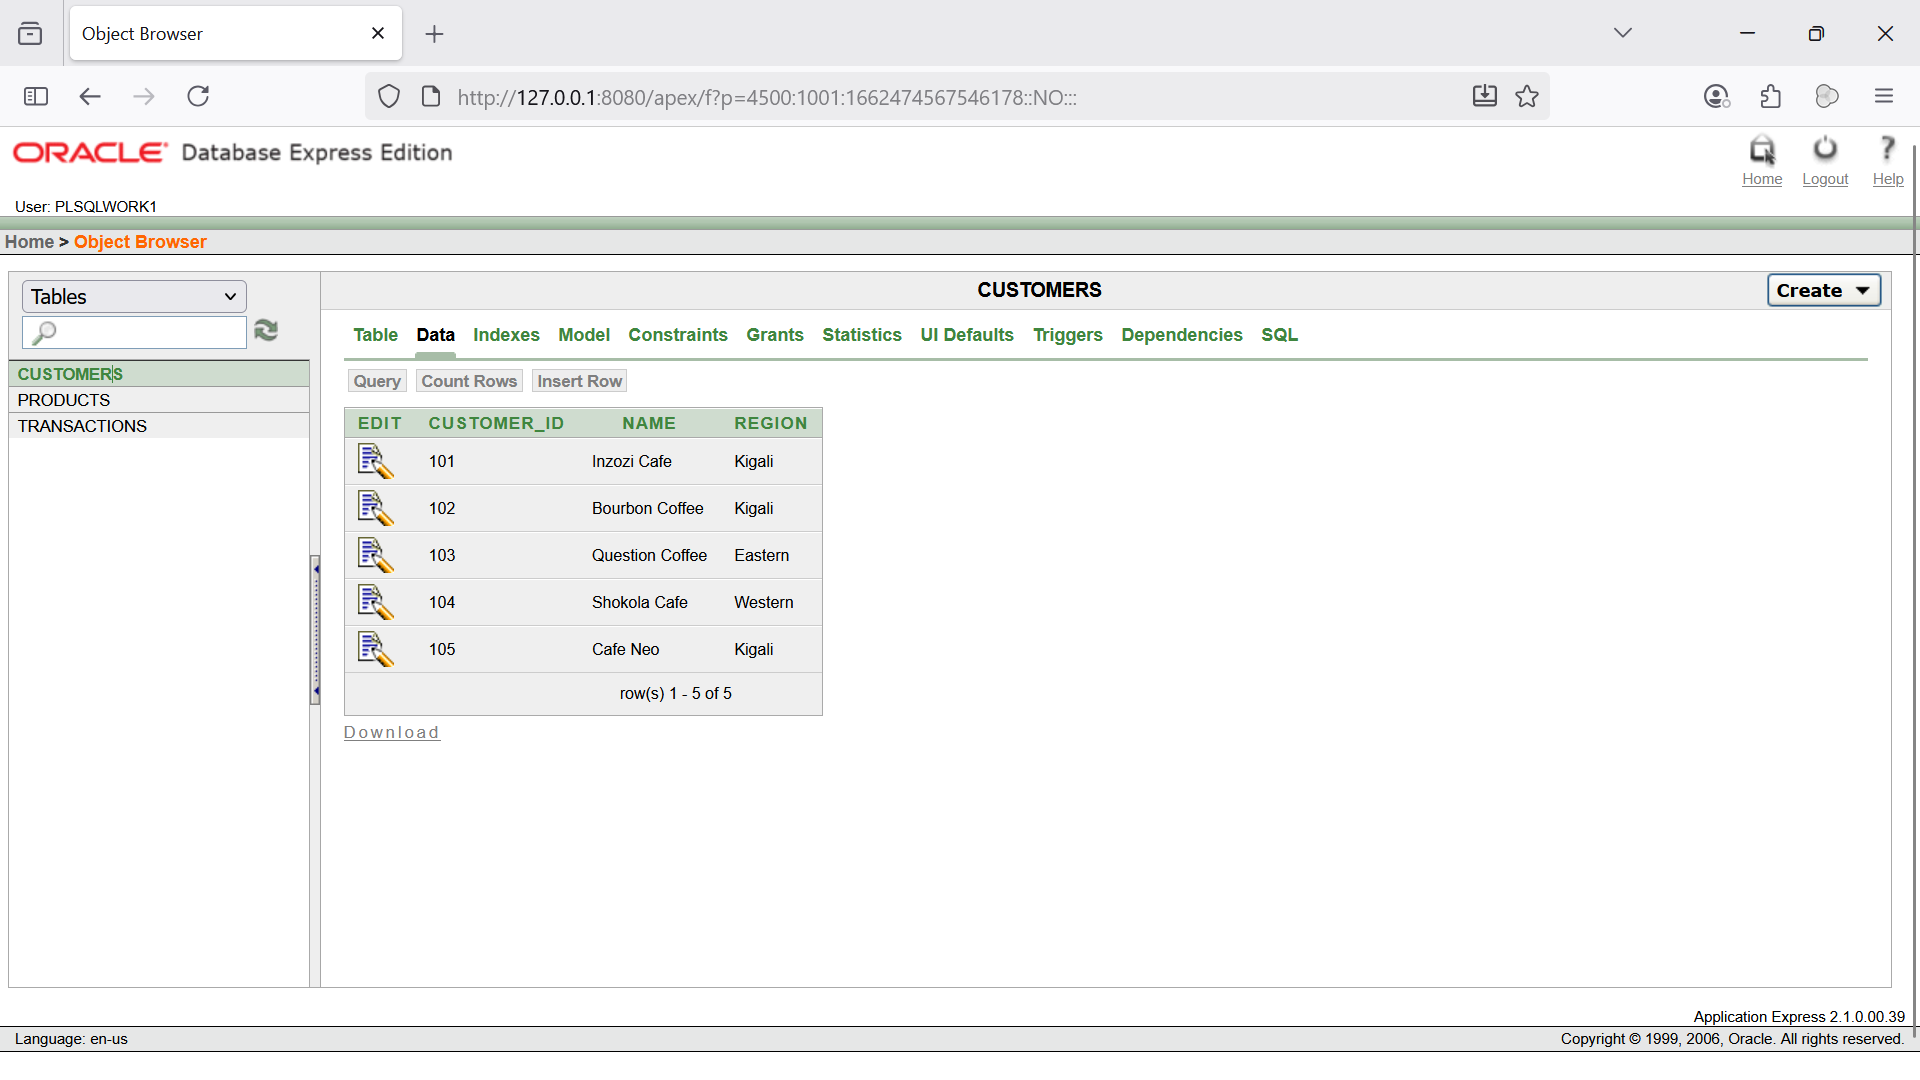 Object Browser
http://127.0.0.1:8080/apex/f?p=4500:1001:1662474567546178::NO:::
ORACLE Database Express Edition
Home Logout Help
User: PLSQLWORK1
Home > Object Browser
Tables
CUSTOMERS
PRODUCTS
TRANSACTIONS
CUSTOMERS
Create
Table Data Indexes Model Constraints Grants Statistics UI Defaults Triggers Dependencies SQL
Query Count Rows Insert Row
EDIT CUSTOMER_ID NAME REGION
101 Inzozi Cafe Kigali
102 Bourbon Coffee Kigali
103 Question Coffee Eastern
104 Shokola Cafe Western
105 Cafe Neo Kigali
row(s) 1 - 5 of 5
Download
Application Express 2.1.0.00.39
Language: en-us
Copyright © 1999, 2006, Oracle. All rights reserved.